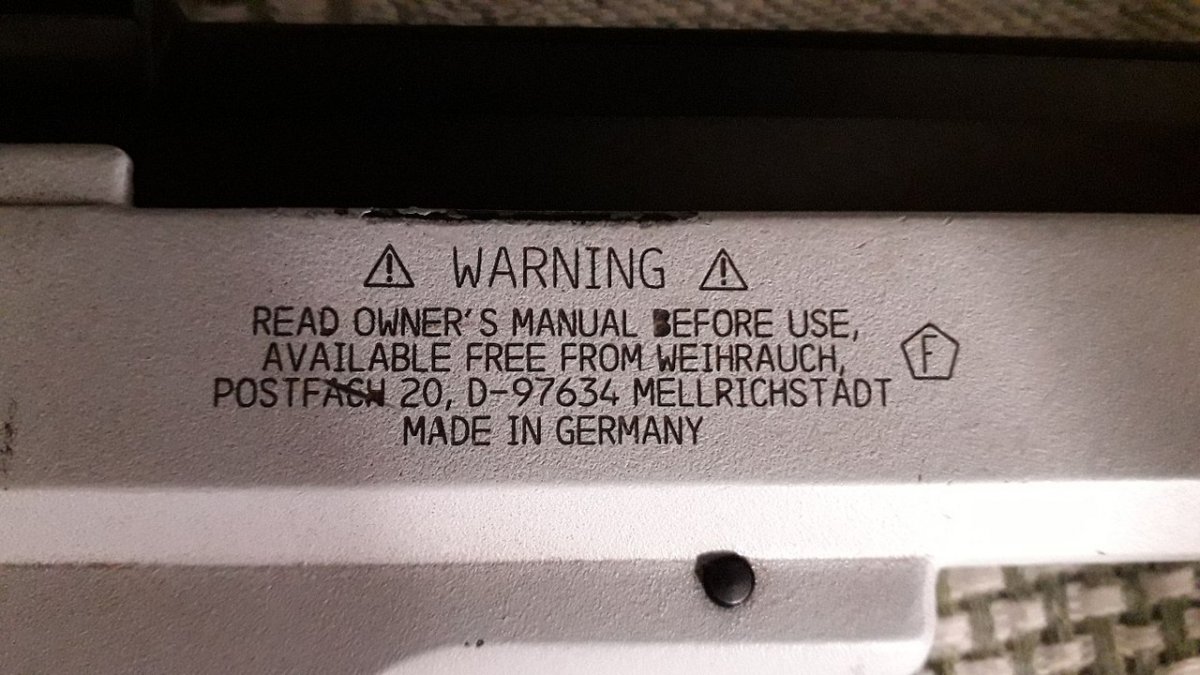 WARNING
READ OWNER'S MANUAL BEFORE USE,
AVAILABLE FREE FROM WEIHRAUCH,
F
POSTFACH 20, D-97634 MELLRICHSTADT
MADE IN GERMANY